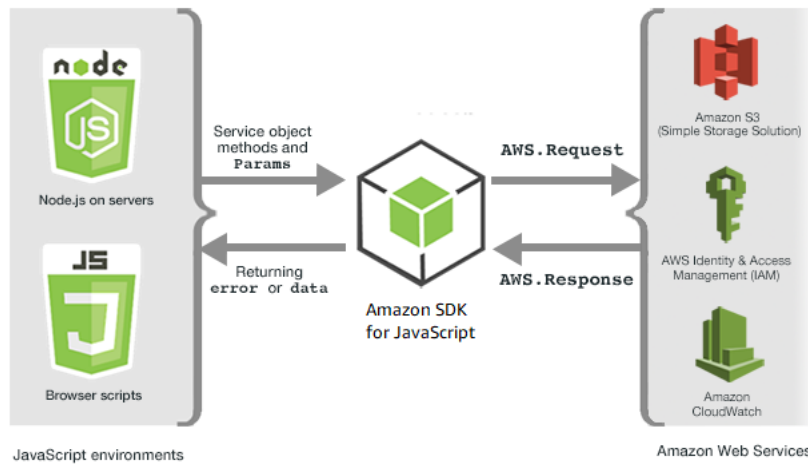 node
JS
Node.js on servers
JS
Browser scripts
JavaScript environments
Service object
methods and
Params
Returning
error or data
Amazon SDK
for JavaScript
AWS.Request
AWS.Response
Amazon S3
(Simple Storage Solution)
AWS Identity & Access
Management (IAM)
Amazon
CloudWatch
Amazon Web Services